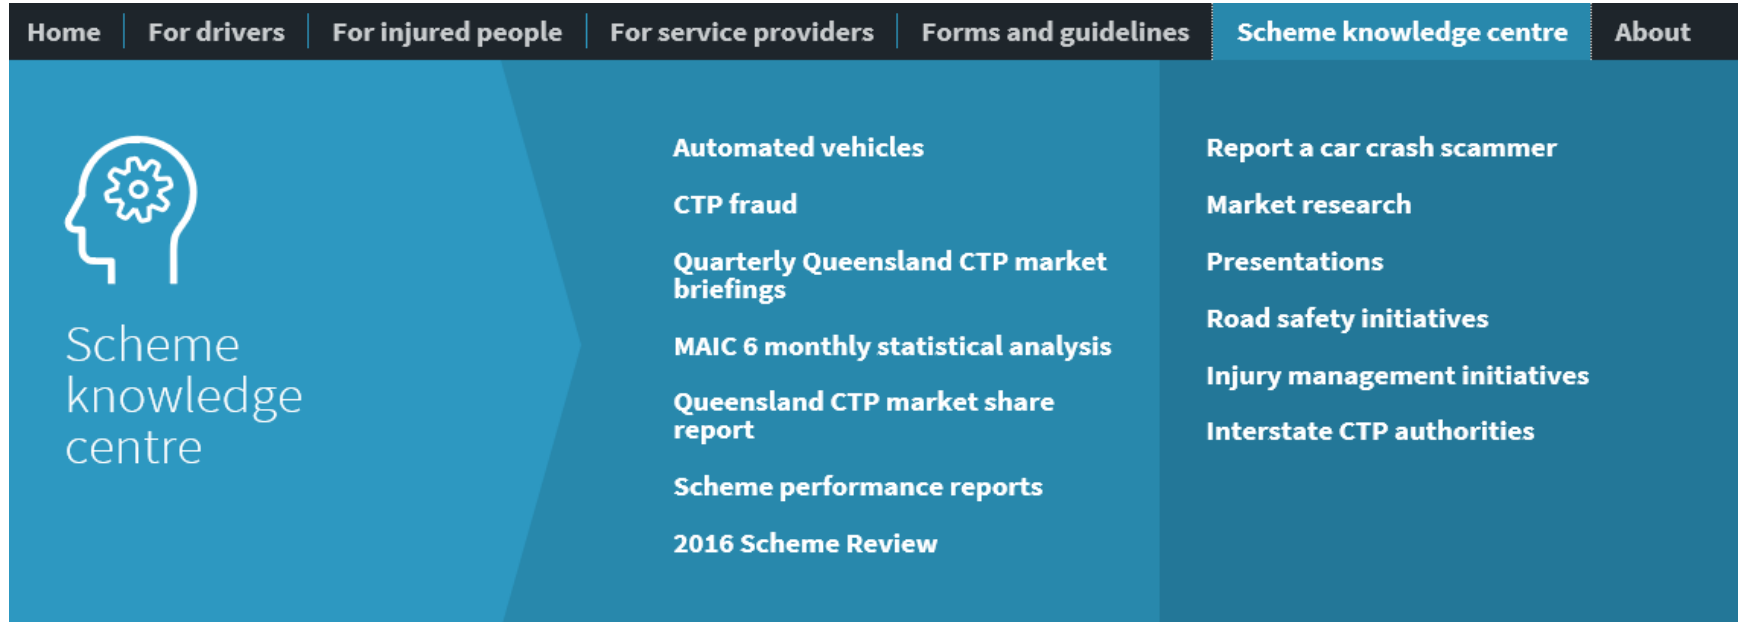 Home
For drivers
For injured people
For service providers
Forms and guidelines
Scheme knowledge centre
About
Scheme
knowledge
centre
Automated vehicles
CTP fraud
Quarterly Queensland CTP market
briefings
MAIC 6 monthly statistical analysis
Queensland CTP market share
report
Scheme performance reports
2016 Scheme Review
Report a car crash scammer
Market research
Presentations
Road safety initiatives
Injury management initiatives
Interstate CTP authorities